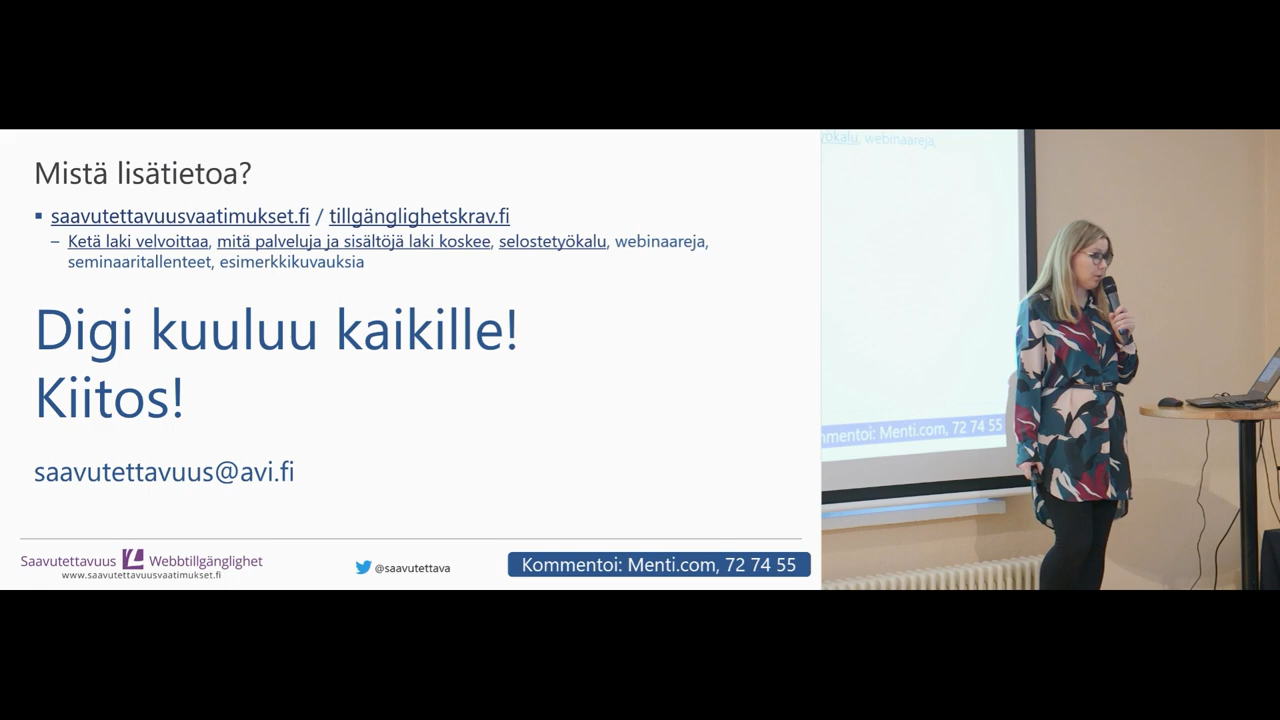 Mistä lisätietoa?
saavutettavuusvaatimukset.fi / tillgänglighetskrav.fi
– Ketä laki velvoittaa, mitä palveluja ja sisältöjä laki koskee, selostetyökalu, webinaareja,
seminaaritallenteet, esimerkkikuvauksia
Digi kuuluu kaikille!
Kiitos!
saavutettavuus@avi.fi
Saavutettavuus Webbtillgänglighet
www.saavutettavuusvaatimukset.fi
@saavutettava
Kommentoi: Menti.com, 72 74 55
webinaareja,
Menti.com, 72 74 55